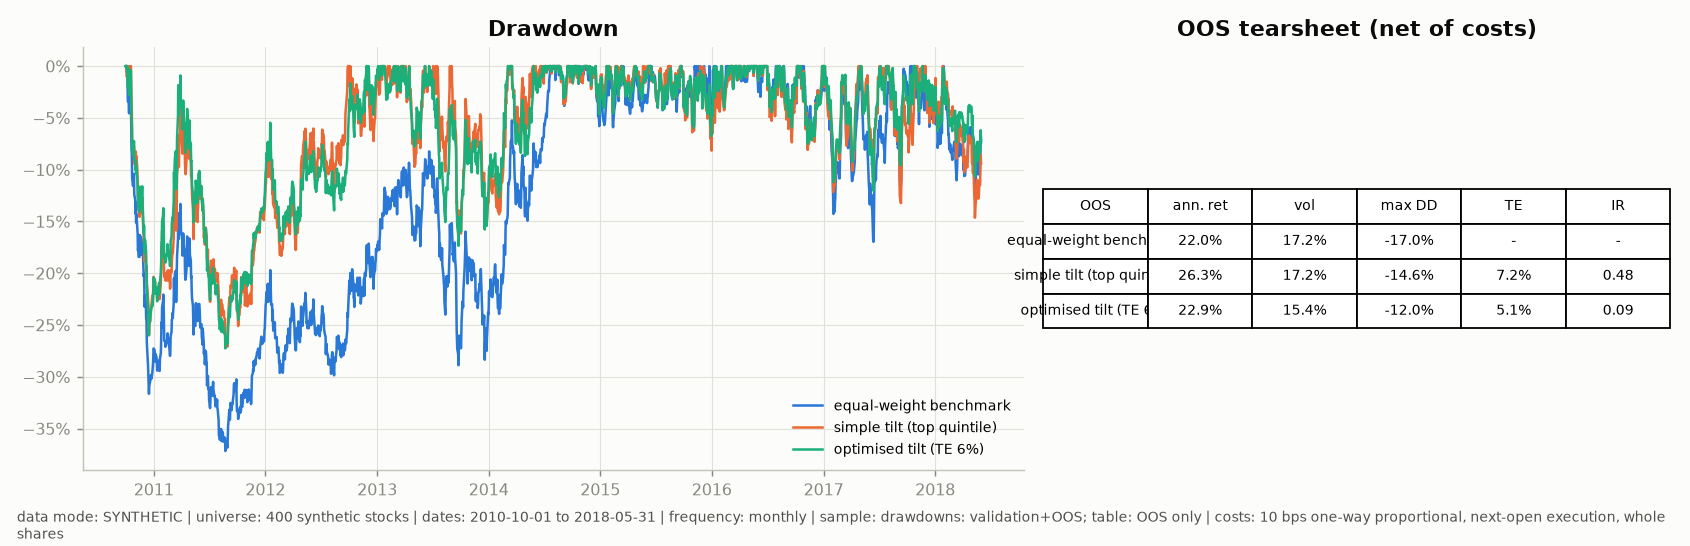 Drawdown
OOS tearsheet (net of costs)
0%
−5%
−10%
−15%
−20%
−25%
−30%
−35%
2011 2012 2013 2014 2015 2016 2017 2018
equal-weight benchmark
simple tilt (top quintile)
optimised tilt (TE 6%)
OOS ann. ret vol max DD TE IR
equal-weight bench 22.0% 17.2% -17.0% - -
simple tilt (top quin 26.3% 17.2% -14.6% 7.2% 0.48
optimised tilt (TE 6 22.9% 15.4% -12.0% 5.1% 0.09
data mode: SYNTHETIC | universe: 400 synthetic stocks | dates: 2010-10-01 to 2018-05-31 | frequency: monthly | sample: drawdowns: validation+OOS; table: OOS only | costs: 10 bps one-way proportional, next-open execution, whole
shares